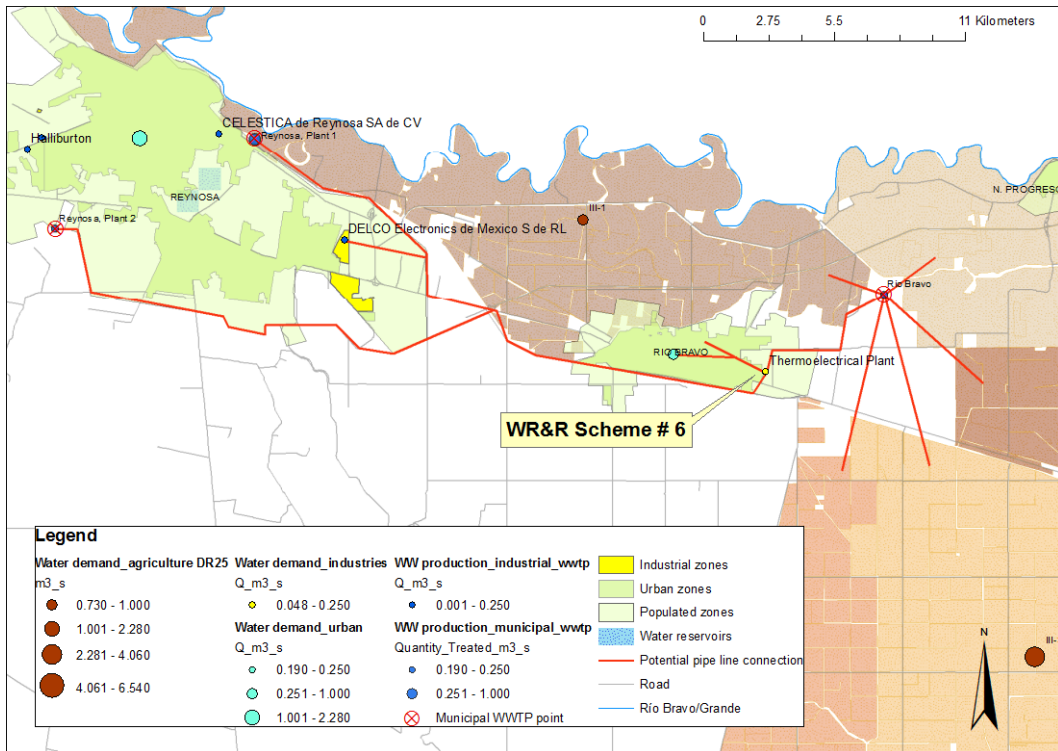 0 2.75 5.5 11 Kilometers
CELESTICA de Reynosa SA de CV
Halliburton
Reynosa, Plant 1
REYNOSA
N. PROGRESO
III-1
Reynosa, Plant 2
DELCO Electronics de Mexico S de RL
Rio Bravo
RIO BRAVO
Thermoelectrical Plant
WR&R Scheme # 6
Legend
Water demand_agriculture DR25
m3_s
0.730 - 1.000
1.001 - 2.280
2.281 - 4.060
4.061 - 6.540
Water demand_industries
Q_m3_s
0.048 - 0.250
Water demand_urban
Q_m3_s
0.190 - 0.250
0.251 - 1.000
1.001 - 2.280
WW production_industrial_wwtp
Q_m3_s
0.001 - 0.250
WW production_municipal_wwtp
Quantity_Treated_m3_s
0.190 - 0.250
0.251 - 1.000
Municipal WWTP point
Industrial zones
Urban zones
Populated zones
Water reservoirs
Potential pipe line connection
Road
Río Bravo/Grande
N
III-